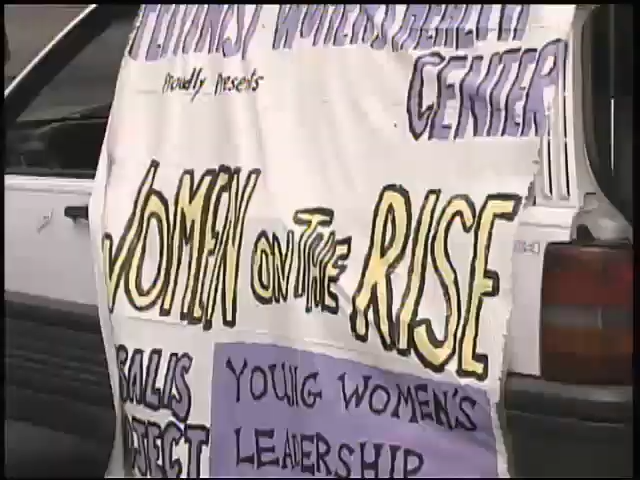 FEMINIST WOMEN'S HEALTH
CENTER
Proudly Presents
WOMEN ON THE RISE
YOUNG WOMEN'S
LEADERSHIP